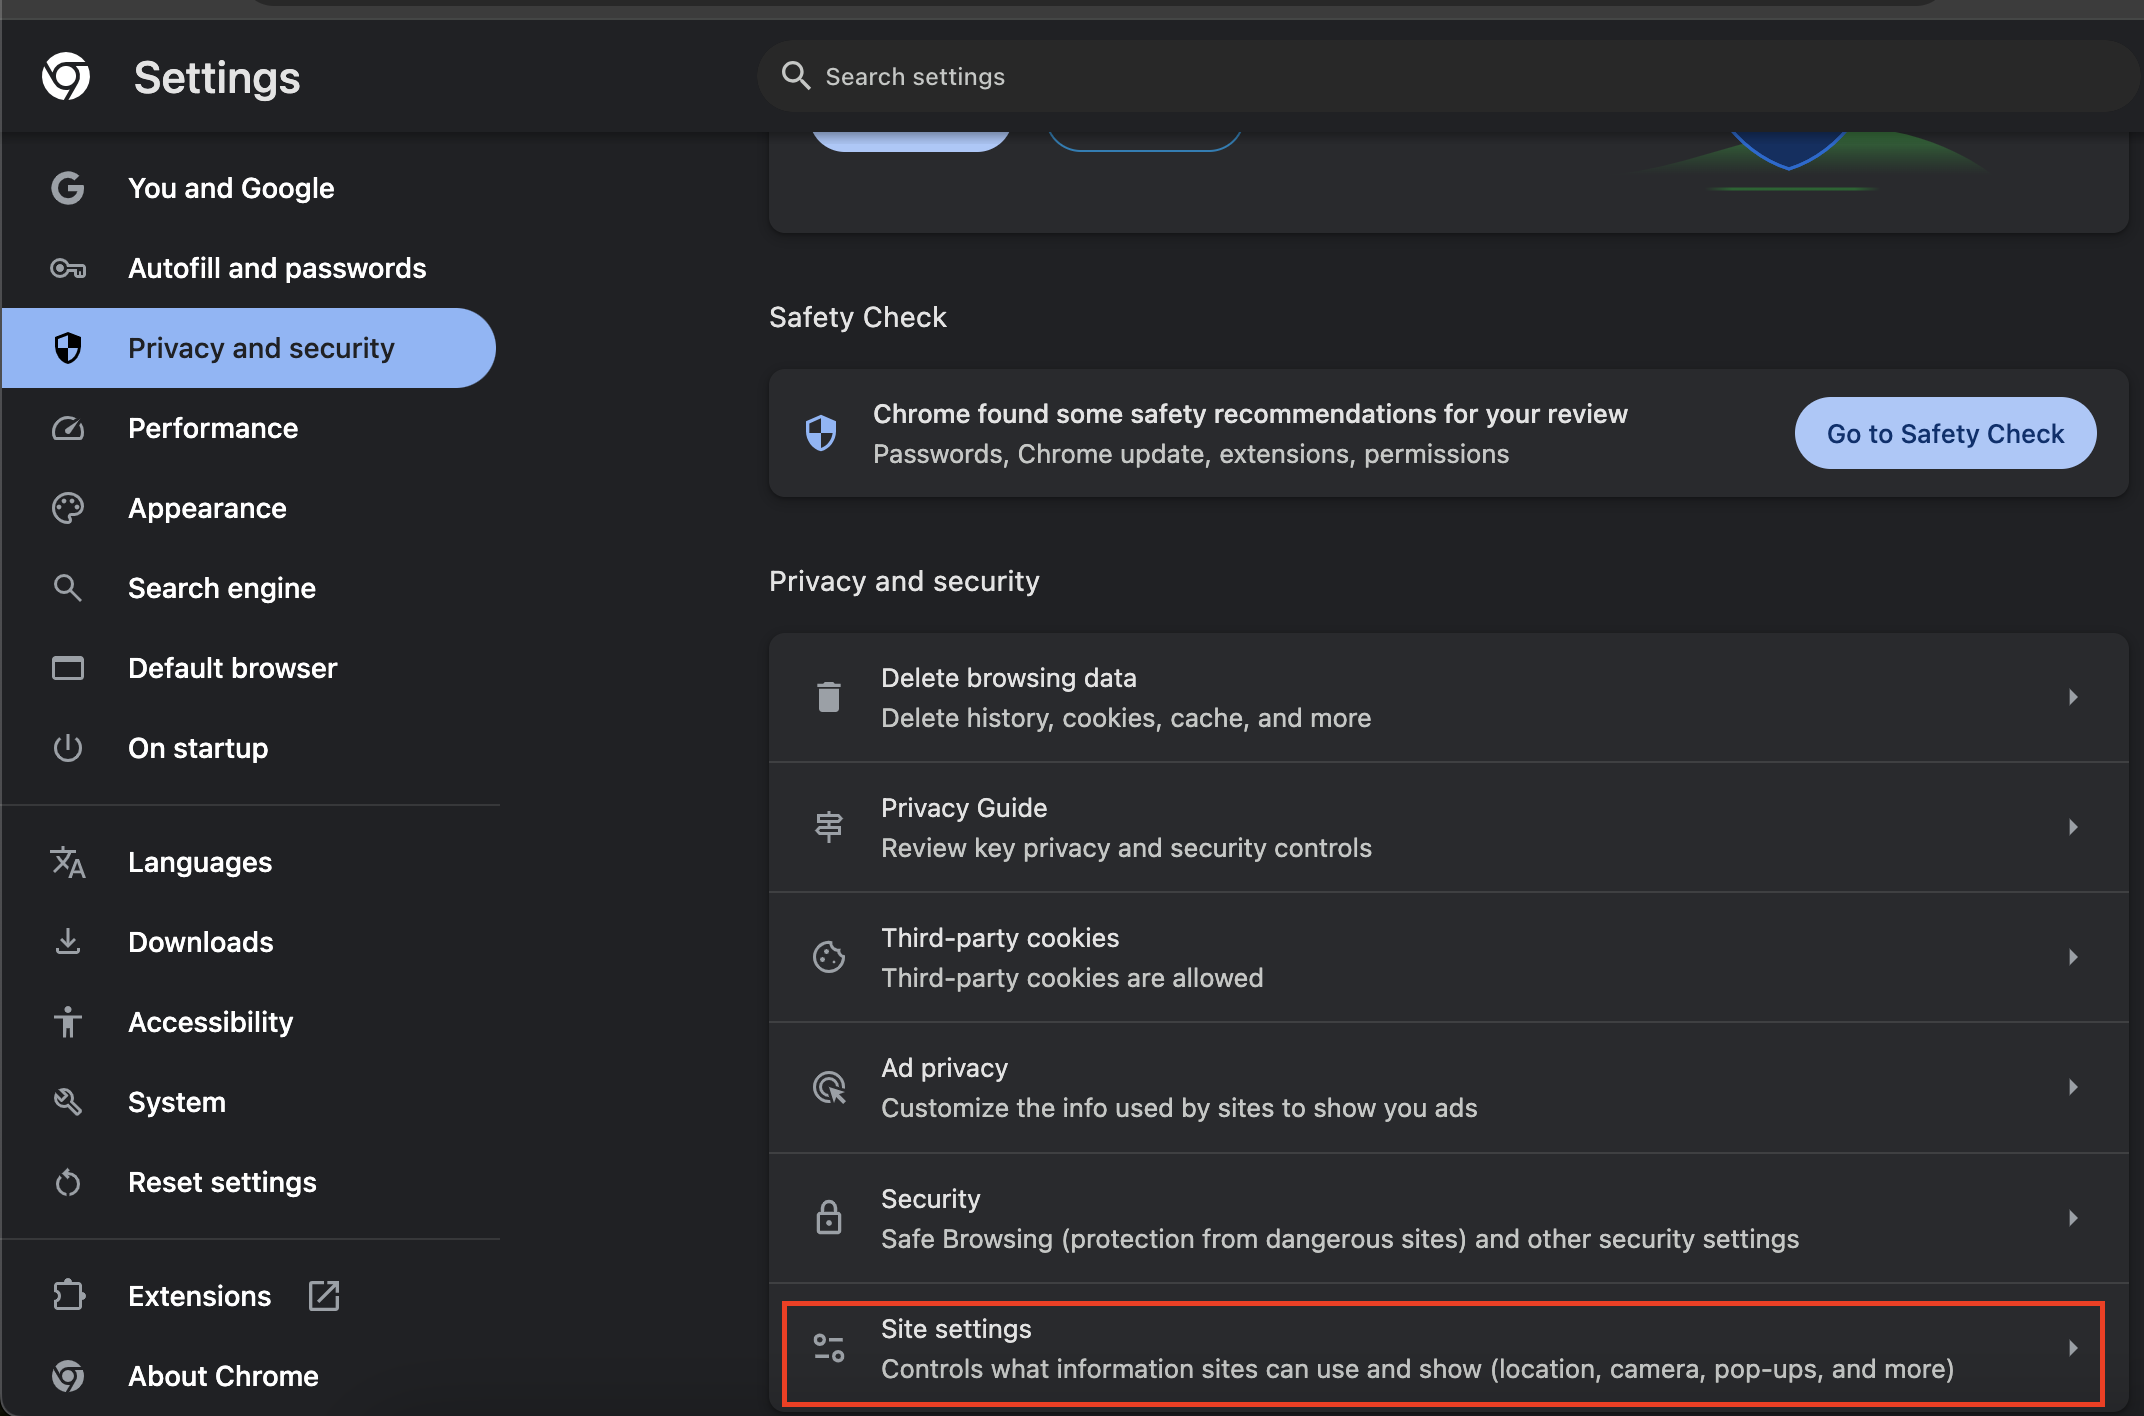 Settings
Search settings
You and Google
Autofill and passwords
Privacy and security
Performance
Appearance
Search engine
Default browser
On startup
Languages
Downloads
Accessibility
System
Reset settings
Extensions
About Chrome
Safety Check
Chrome found some safety recommendations for your review
Passwords, Chrome update, extensions, permissions
Go to Safety Check
Privacy and security
Delete browsing data
Delete history, cookies, cache, and more
Privacy Guide
Review key privacy and security controls
Third-party cookies
Third-party cookies are allowed
Ad privacy
Customize the info used by sites to show you ads
Security
Safe Browsing (protection from dangerous sites) and other security settings
Site settings
Controls what information sites can use and show (location, camera, pop-ups, and more)